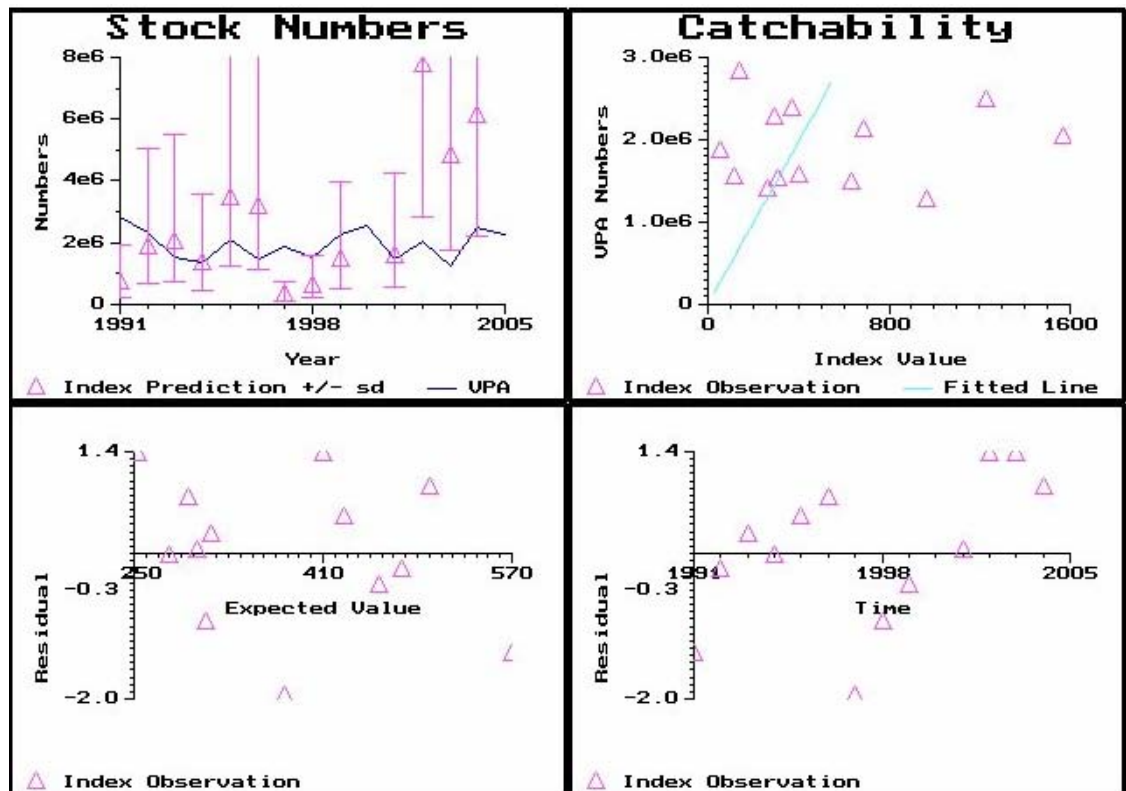 Stock Numbers
8e6
6e6
4e6
2e6
0
Numbers
1991 1998 2005
Year
Index Prediction +/- sd VPA
Catchability
3.0e6
2.0e6
1.0e6
0
VPA Numbers
0 800 1600
Index Value
Index Observation Fitted Line
1.4
-0.3
-2.0
Residual
250 410 570
Expected Value
Index Observation
1.4
-0.3
-2.0
Residual
1991 1998 2005
Time
Index Observation